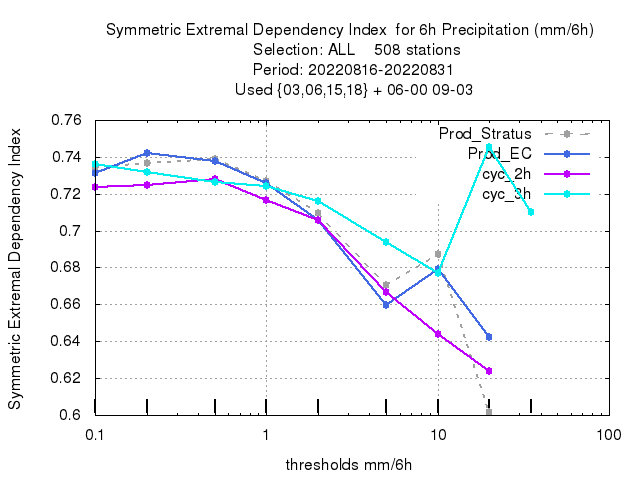 Symmetric Extremal Dependency Index  for 6h Precipitation (mm/6h)
Selection: ALL    508 stations
Period: 20220816-20220831
Used {03,06,15,18} + 06-00 09-03
Symmetric Extremal Dependency Index
0.76
0.74
0.72
0.7
0.68
0.66
0.64
0.62
0.6
Prod_Stratus
Prod_EC
cyc_2h
cyc_3h
0.1 1 10 100
thresholds mm/6h